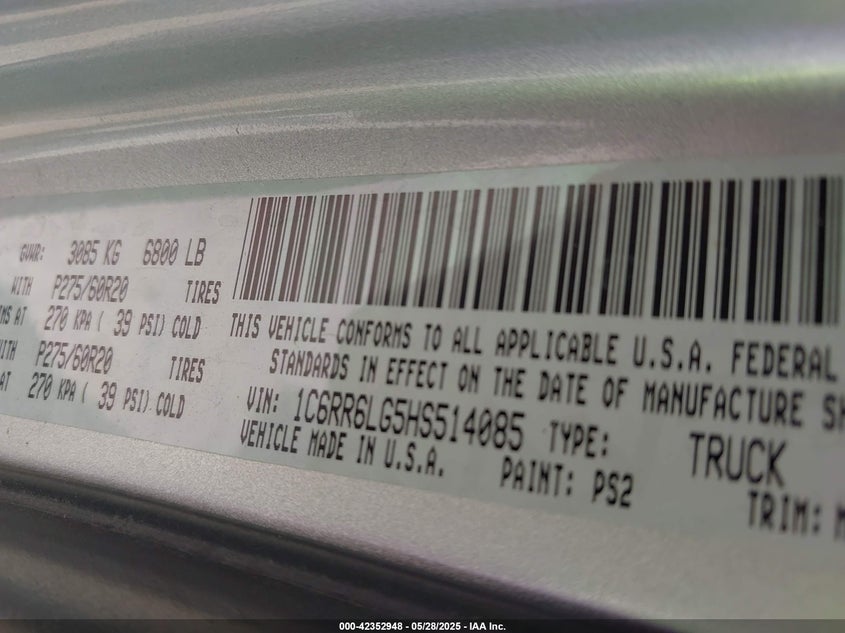 GVWR: 3085 KG 6800 LB
WITH P275/60R20 TIRES
AT 270 KPA ( 39 PSI) COLD
WITH P275/60R20 TIRES
AT 270 KPA ( 39 PSI) COLD
THIS VEHICLE CONFORMS TO ALL APPLICABLE U.S.A. FEDERAL
STANDARDS IN EFFECT ON THE DATE OF MANUFACTURE
VIN: 1C6RR6LG5HS514085 TYPE: TRUCK
VEHICLE MADE IN U.S.A. PAINT: PS2 TRIM:
000-42352948 - 05/28/2025 - IAA Inc.